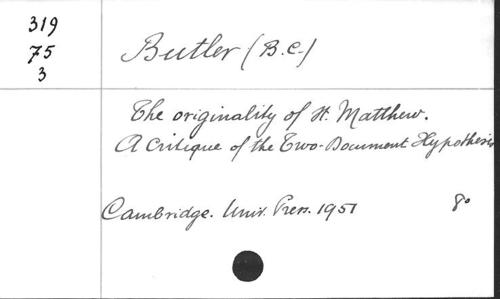 319
75
3
Butler (B.C.)
The originality of St. Matthew.
A Critique of the Two-Document Hypothesis
Cambridge. Univ. Press. 1951 8°